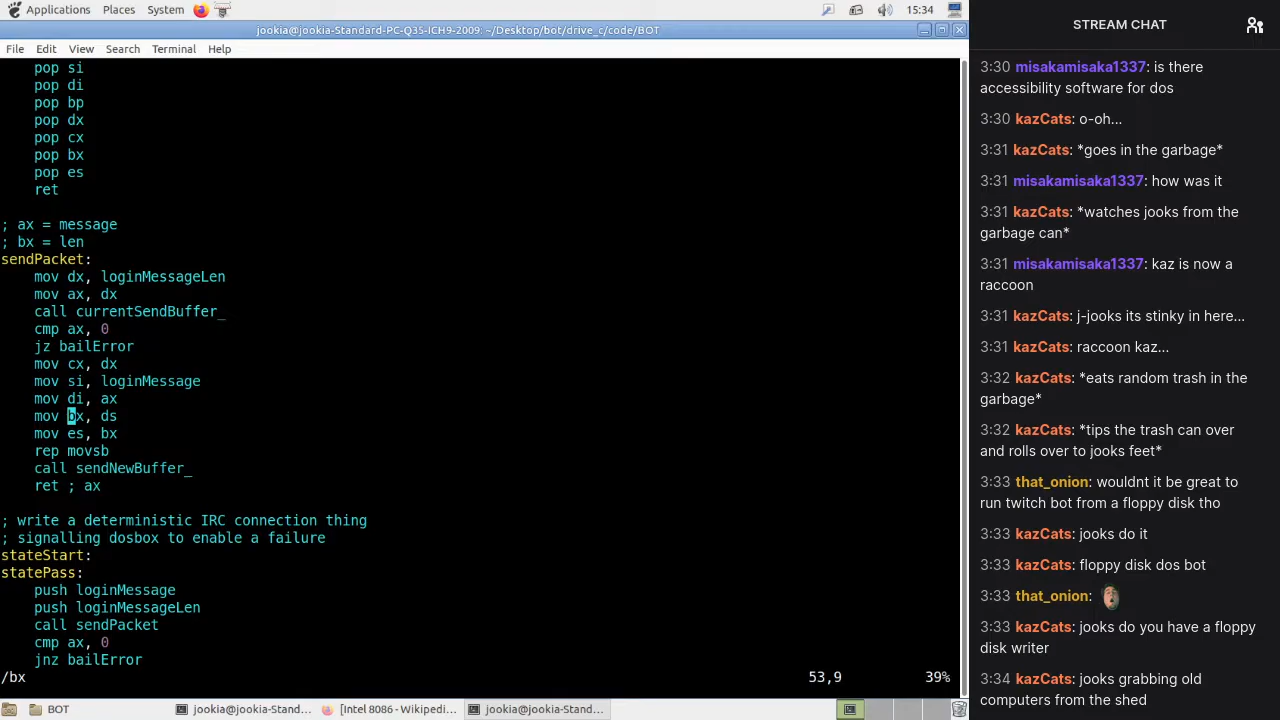 Applications Places System 15:34
jookia@jookia-Standard-PC-Q35-ICH9-2009: ~/Desktop/bot/drive_c/code/BOT
File Edit View Search Terminal Help
pop si
pop di
pop bp
pop dx
pop cx
pop bx
pop es
ret
; ax = message
; bx = len
sendPacket:
mov dx, loginMessageLen
mov ax, dx
call currentSendBuffer_
cmp ax, 0
jz bailError
mov cx, dx
mov si, loginMessage
mov di, ax
mov bx, ds
mov es, bx
rep movsb
call sendNewBuffer_
ret ; ax
; write a deterministic IRC connection thing
; signalling dosbox to enable a failure
stateStart:
statePass:
push loginMessage
push loginMessageLen
call sendPacket
cmp ax, 0
jnz bailError
/bx 53,9 39%
BOT jookia@jookia-Standa... [Intel 8086 - Wikipedi... jookia@jookia-Stand...
STREAM CHAT
3:30 misakamisaka1337: is there
accessibility software for dos
3:30 kazCats: o-oh...
3:31 kazCats: *goes in the garbage*
3:31 misakamisaka1337: how was it
3:31 kazCats: *watches jooks from the
garbage can*
3:31 misakamisaka1337: kaz is now a
raccoon
3:31 kazCats: j-jooks its stinky in here...
3:31 kazCats: raccoon kaz...
3:32 kazCats: *eats random trash in the
garbage*
3:32 kazCats: *tips the trash can over
and rolls over to jooks feet*
3:33 that_onion: wouldnt it be great to
run twitch bot from a floppy disk tho
3:33 kazCats: jooks do it
3:33 kazCats: floppy disk dos bot
3:33 that_onion:
3:33 kazCats: jooks do you have a floppy
disk writer
3:34 kazCats: jooks grabbing old
computers from the shed